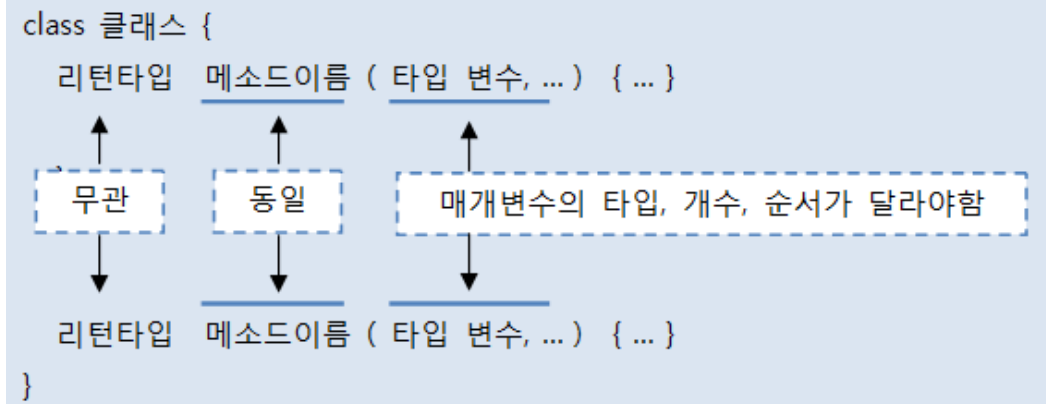 class 클래스 {
리턴타입 메소드이름 ( 타입 변수, ... ) { ... }
무관 동일 매개변수의 타입, 개수, 순서가 달라야함
리턴타입 메소드이름 ( 타입 변수, ... ) { ... }
}